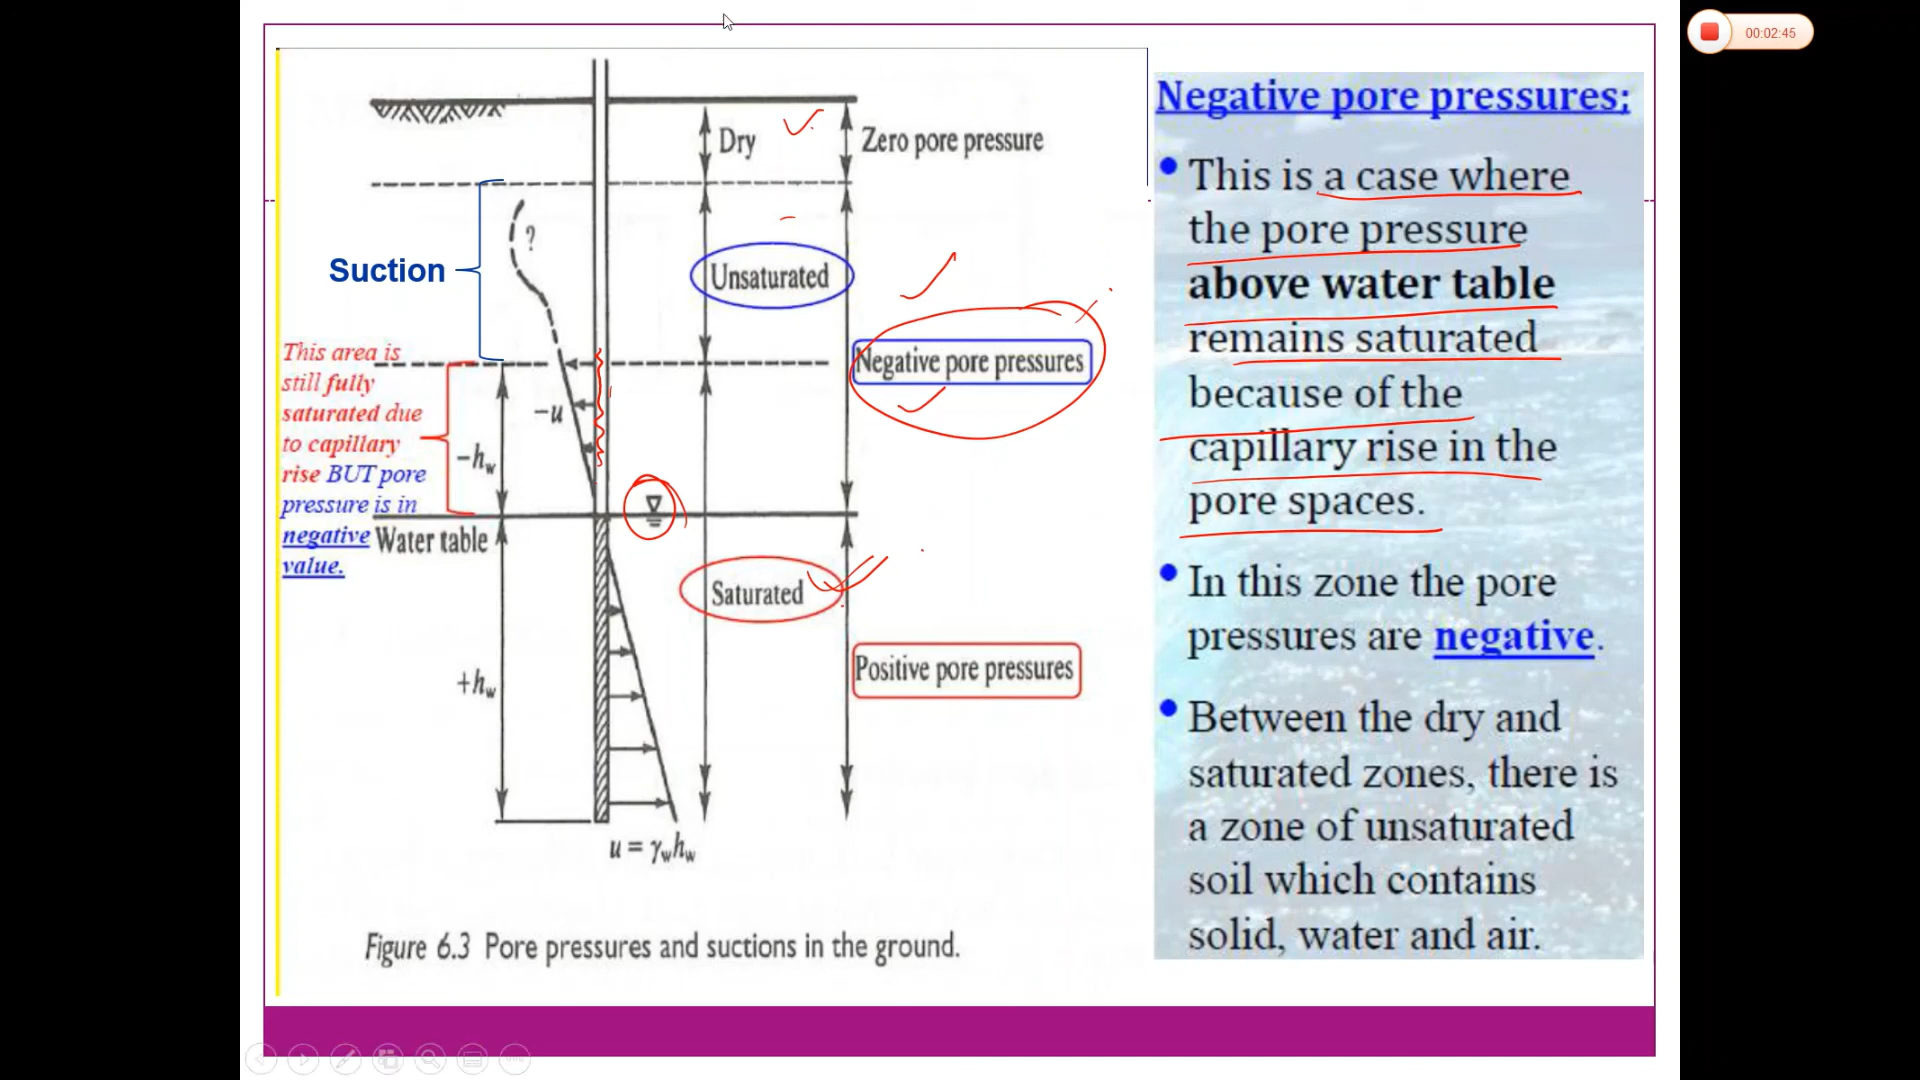 00:02:45
Dry
Zero pore pressure
?
Suction
Unsaturated
This area is
still fully
saturated due
to capillary
rise BUT pore
pressure is in
negative
value.
−u
−hw
Negative pore pressures
Water table
Saturated
+hw
Positive pore pressures
u = γwhw
Figure 6.3 Pore pressures and suctions in the ground.
Negative pore pressures;
• This is a case where
the pore pressure
above water table
remains saturated
because of the
capillary rise in the
pore spaces.
• In this zone the pore
pressures are negative.
• Between the dry and
saturated zones, there is
a zone of unsaturated
soil which contains
solid, water and air.